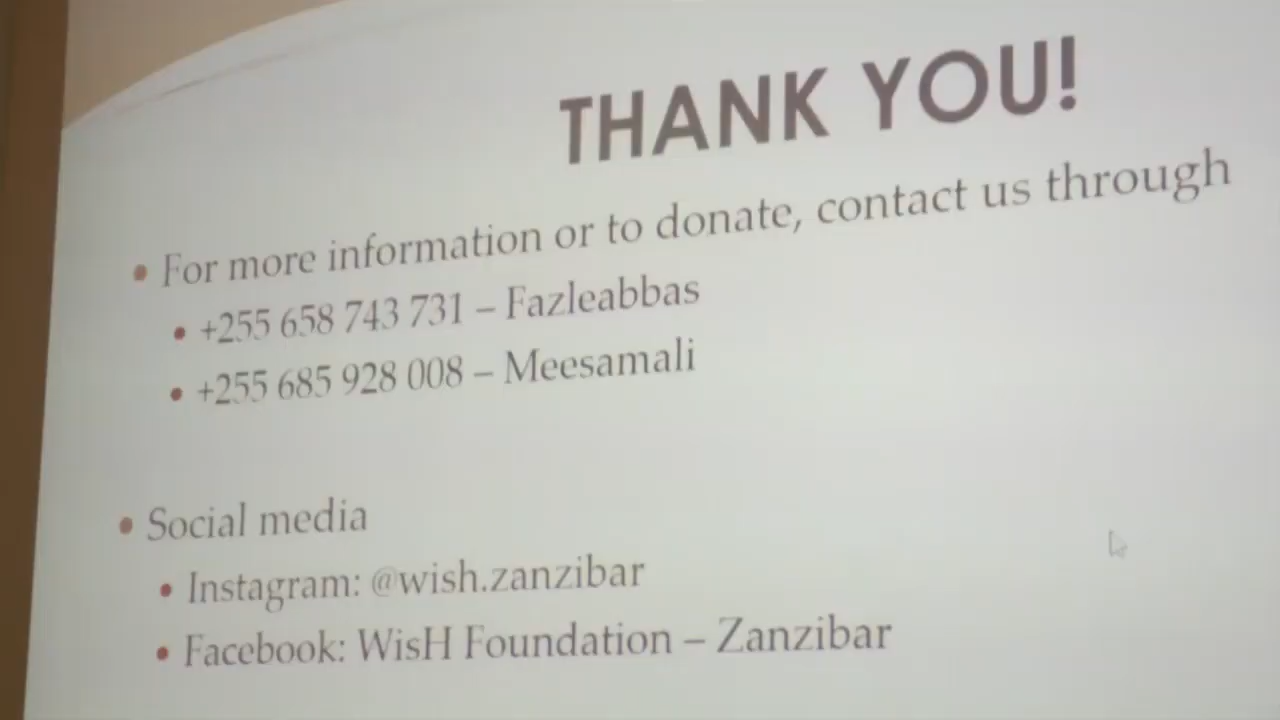 THANK YOU!
• For more information or to donate, contact us through
• +255 658 743 731 – Fazleabbas
• +255 685 928 008 – Meesamali
• Social media
• Instagram: @wish.zanzibar
• Facebook: WisH Foundation – Zanzibar